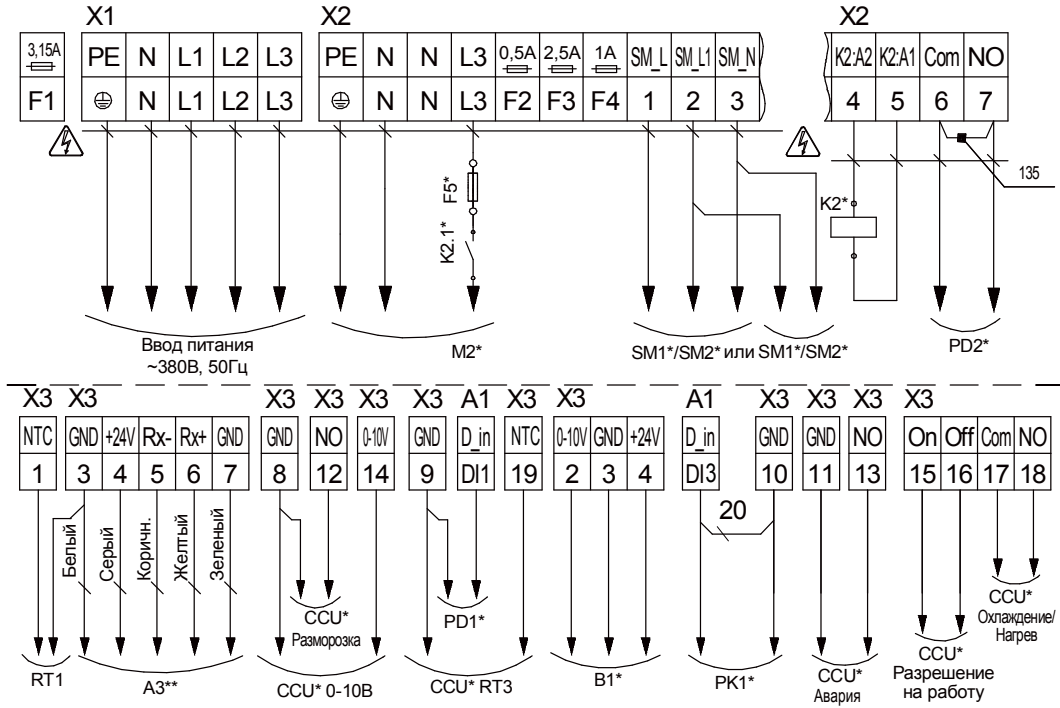 X1 X2 X2
3,15A PE N L1 L2 L3 PE N N L3 0,5A 2,5A 1A SM_L SM_L1 SM_N K2:A2 K2:A1 Com NO
F1 N L1 L2 L3 N N L3 F2 F3 F4 1 2 3 4 5 6 7
135
F5*
K2*
K2.1*
Ввод питания
~380В, 50Гц
M2*
SM1*/SM2* или SM1*/SM2*
PD2*
X3 X3 X3 X3 X3 X3 A1 X3 X3 A1 X3 X3 X3 X3
NTC GND +24V Rx- Rx+ GND GND NO 0-10V GND D_in NTC 0-10V GND +24V D_in GND GND NO On Off Com NO
1 3 4 5 6 7 8 12 14 9 DI1 19 2 3 4 DI3 10 11 13 15 16 17 18
20
Белый
Серый
Коричн.
Желтый
Зеленый
CCU*
Разморозка
PD1*
CCU*
Охлаждение/
Нагрев
RT1
A3**
CCU* 0-10В
CCU* RT3
B1*
PK1*
CCU*
Авария
CCU*
Разрешение
на работу